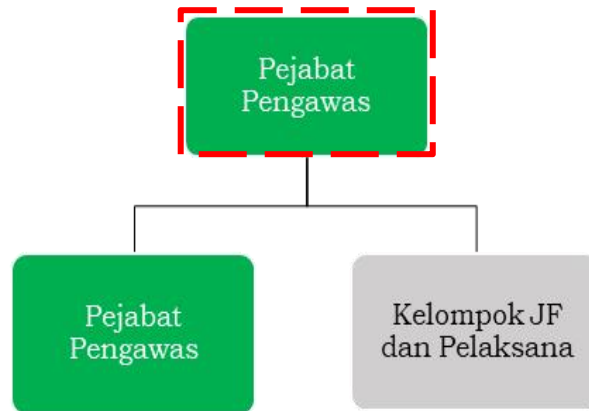 Pejabat
Pengawas
Pejabat
Pengawas
Kelompok JF
dan Pelaksana